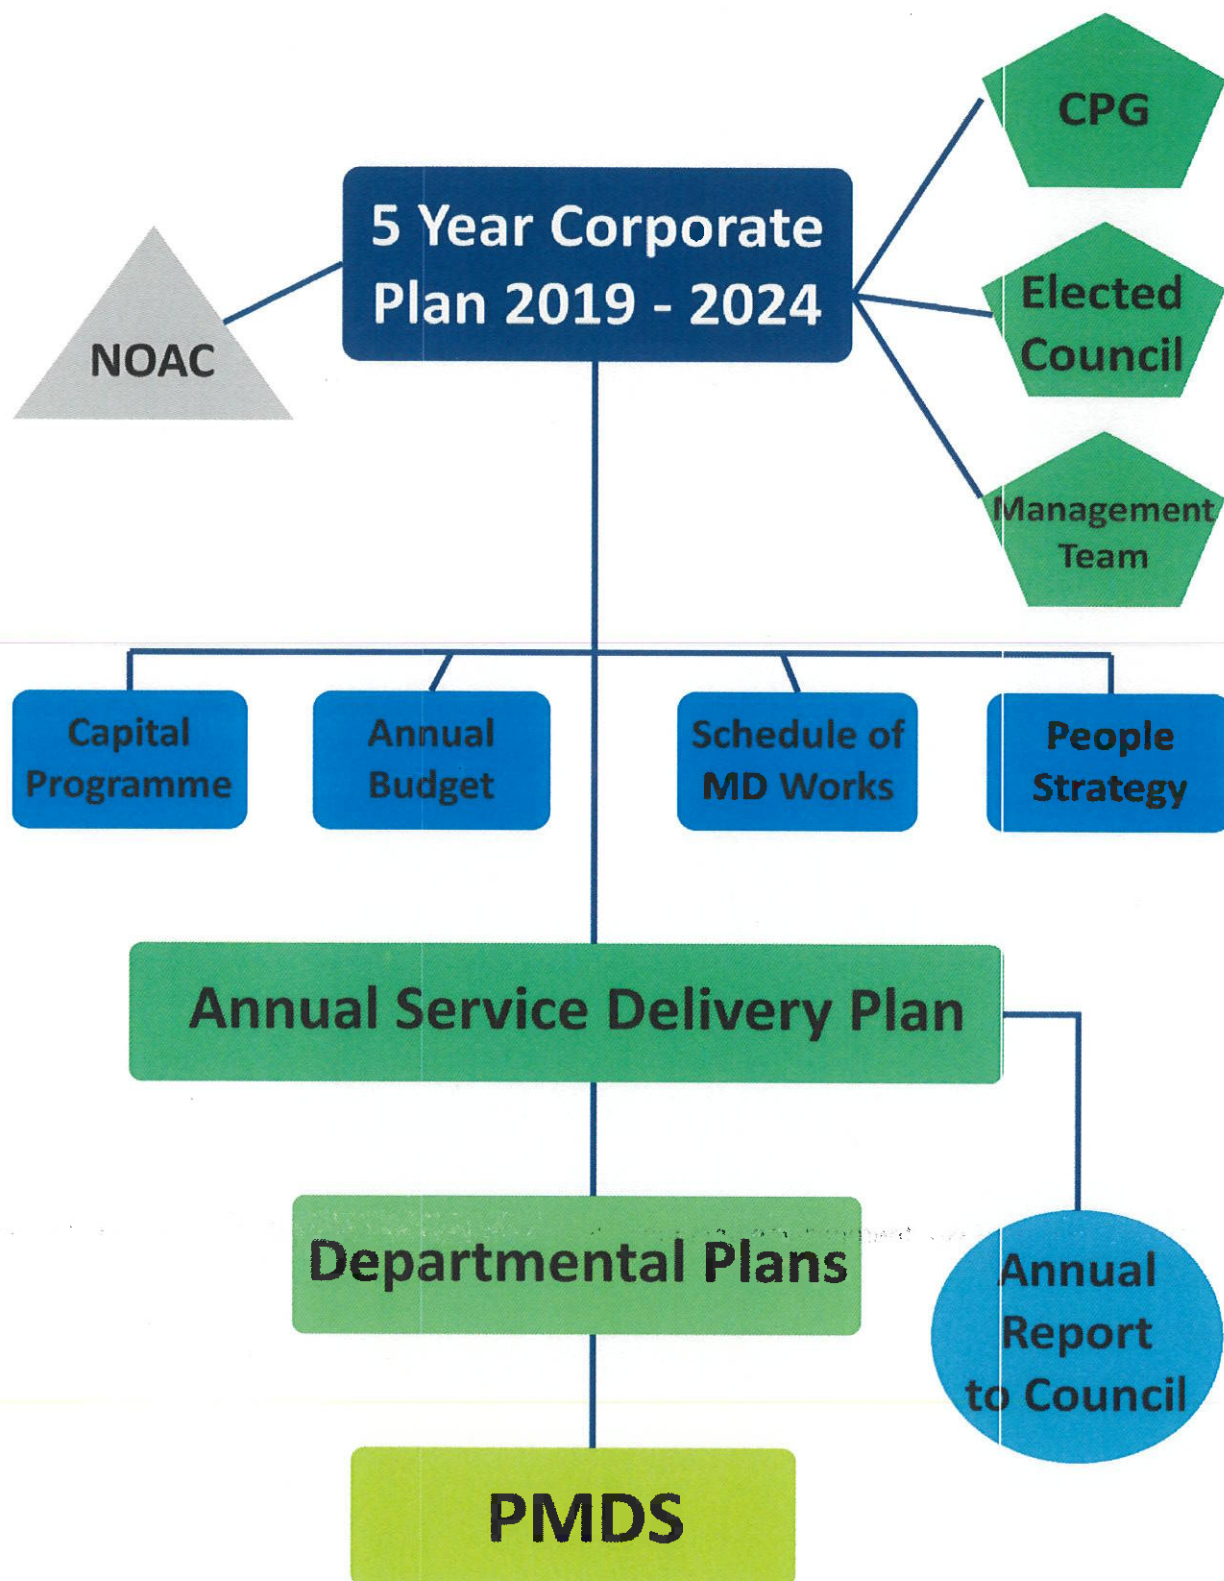 CPG
5 Year Corporate
Plan 2019 - 2024
NOAC
Elected
Council
Management
Team
Capital
Programme
Annual
Budget
Schedule of
MD Works
People
Strategy
Annual Service Delivery Plan
Departmental Plans
Annual
Report
to Council
PMDS